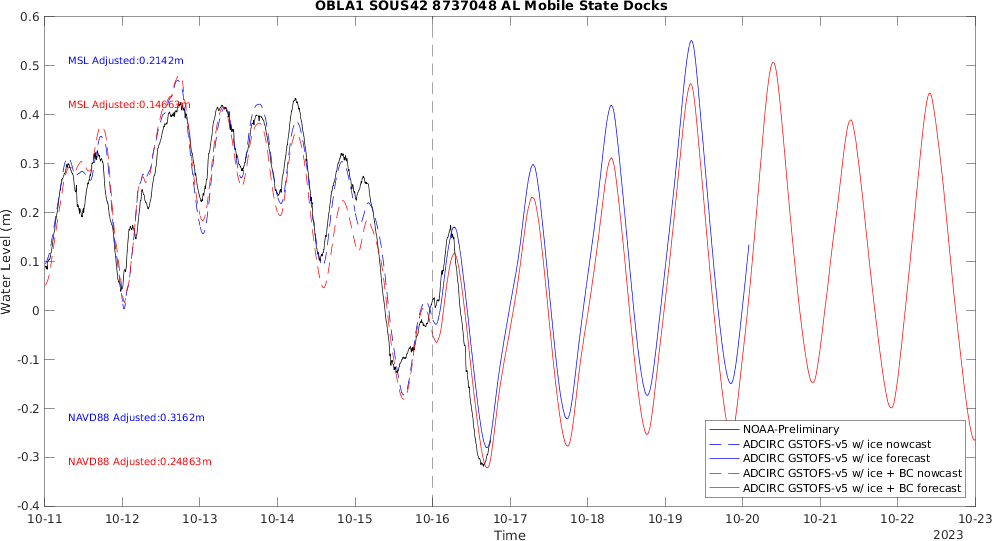 OBLA1 SOUS42 8737048 AL Mobile State Docks
Water Level (m)
0.6
0.5
0.4
0.3
0.2
0.1
0
-0.1
-0.2
-0.3
-0.4
MSL Adjusted:0.2142m
MSL Adjusted:0.14663m
NAVD88 Adjusted:0.3162m
NAVD88 Adjusted:0.24863m
NOAA-Preliminary
ADCIRC GSTOFS-v5 w/ ice nowcast
ADCIRC GSTOFS-v5 w/ ice forecast
ADCIRC GSTOFS-v5 w/ ice + BC nowcast
ADCIRC GSTOFS-v5 w/ ice + BC forecast
10-11 10-12 10-13 10-14 10-15 10-16 10-17 10-18 10-19 10-20 10-21 10-22 10-23
Time
2023